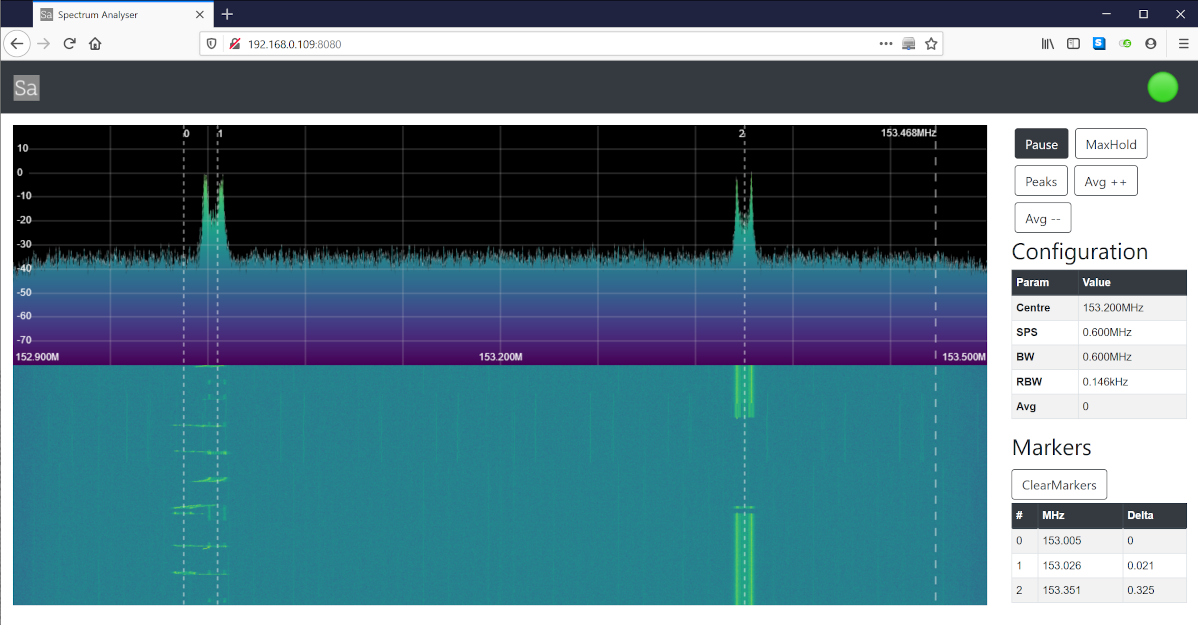 Sa Spectrum Analyser
192.168.0.109:8080
Sa
0 1 2 153.468MHz
10
0
-10
-20
-30
-40
-50
-60
-70
152.900M 153.200M 153.500M
Pause MaxHold
Peaks Avg ++
Avg --
Configuration
Param Value
Centre 153.200MHz
SPS 0.600MHz
BW 0.600MHz
RBW 0.146kHz
Avg 0
Markers
ClearMarkers
# MHz Delta
0 153.005 0
1 153.026 0.021
2 153.351 0.325